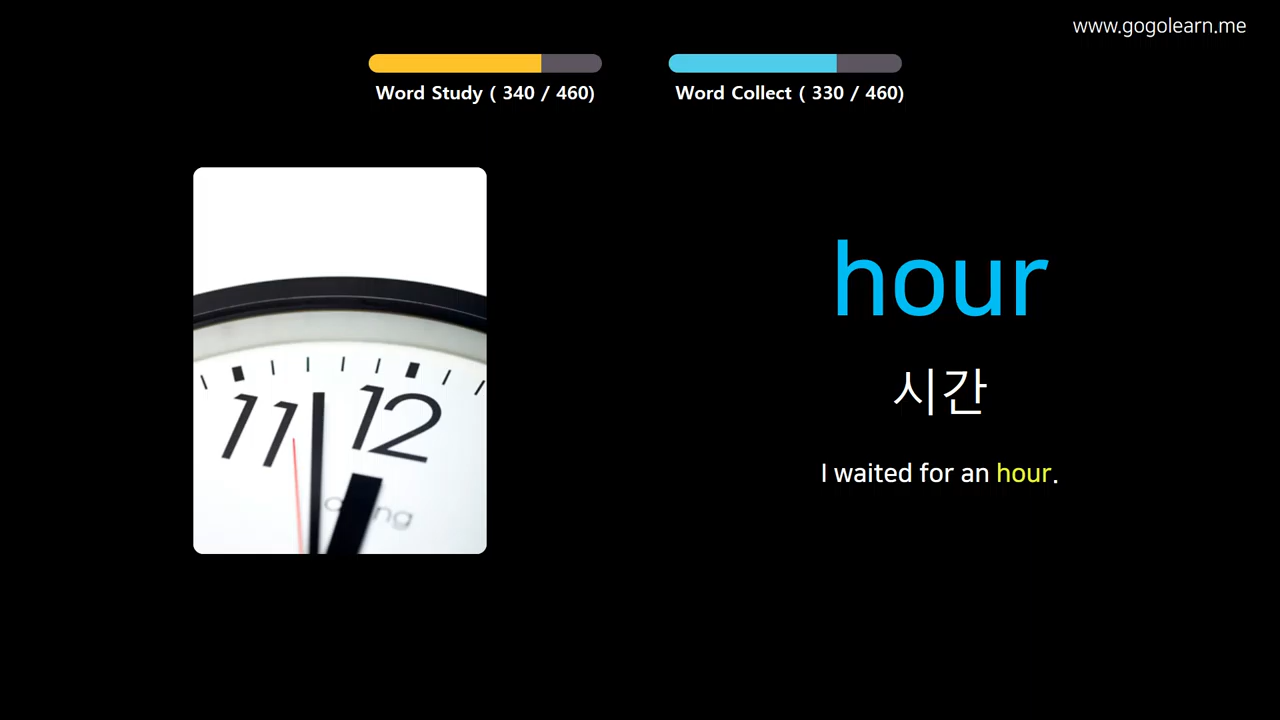 www.gogolearn.me
Word Study ( 340 / 460)
Word Collect ( 330 / 460)
11
12
hour
시간
I waited for an hour.